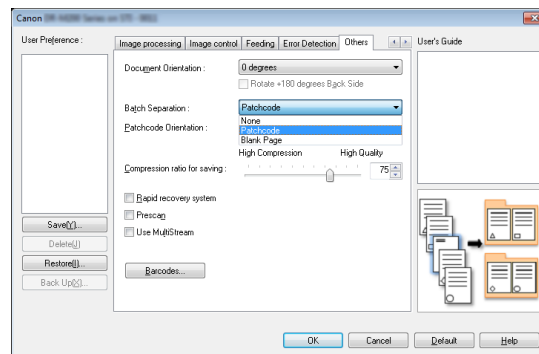 Canon
User Preference :
Image processing Image control Feeding Error Detection Others
User's Guide
Document Orientation :
0 degrees
Rotate +180 degrees Back Side
Batch Separation :
Patchcode
None
Patchcode Orientation :
Patchcode
Blank Page
High Compression High Quality
Compression ratio for saving :
75
Rapid recovery system
Prescan
Use MultiStream
Save(Y)...
Delete(J)
Restore(I)...
Back Up(X)...
Barcodes...
OK Cancel Default Help